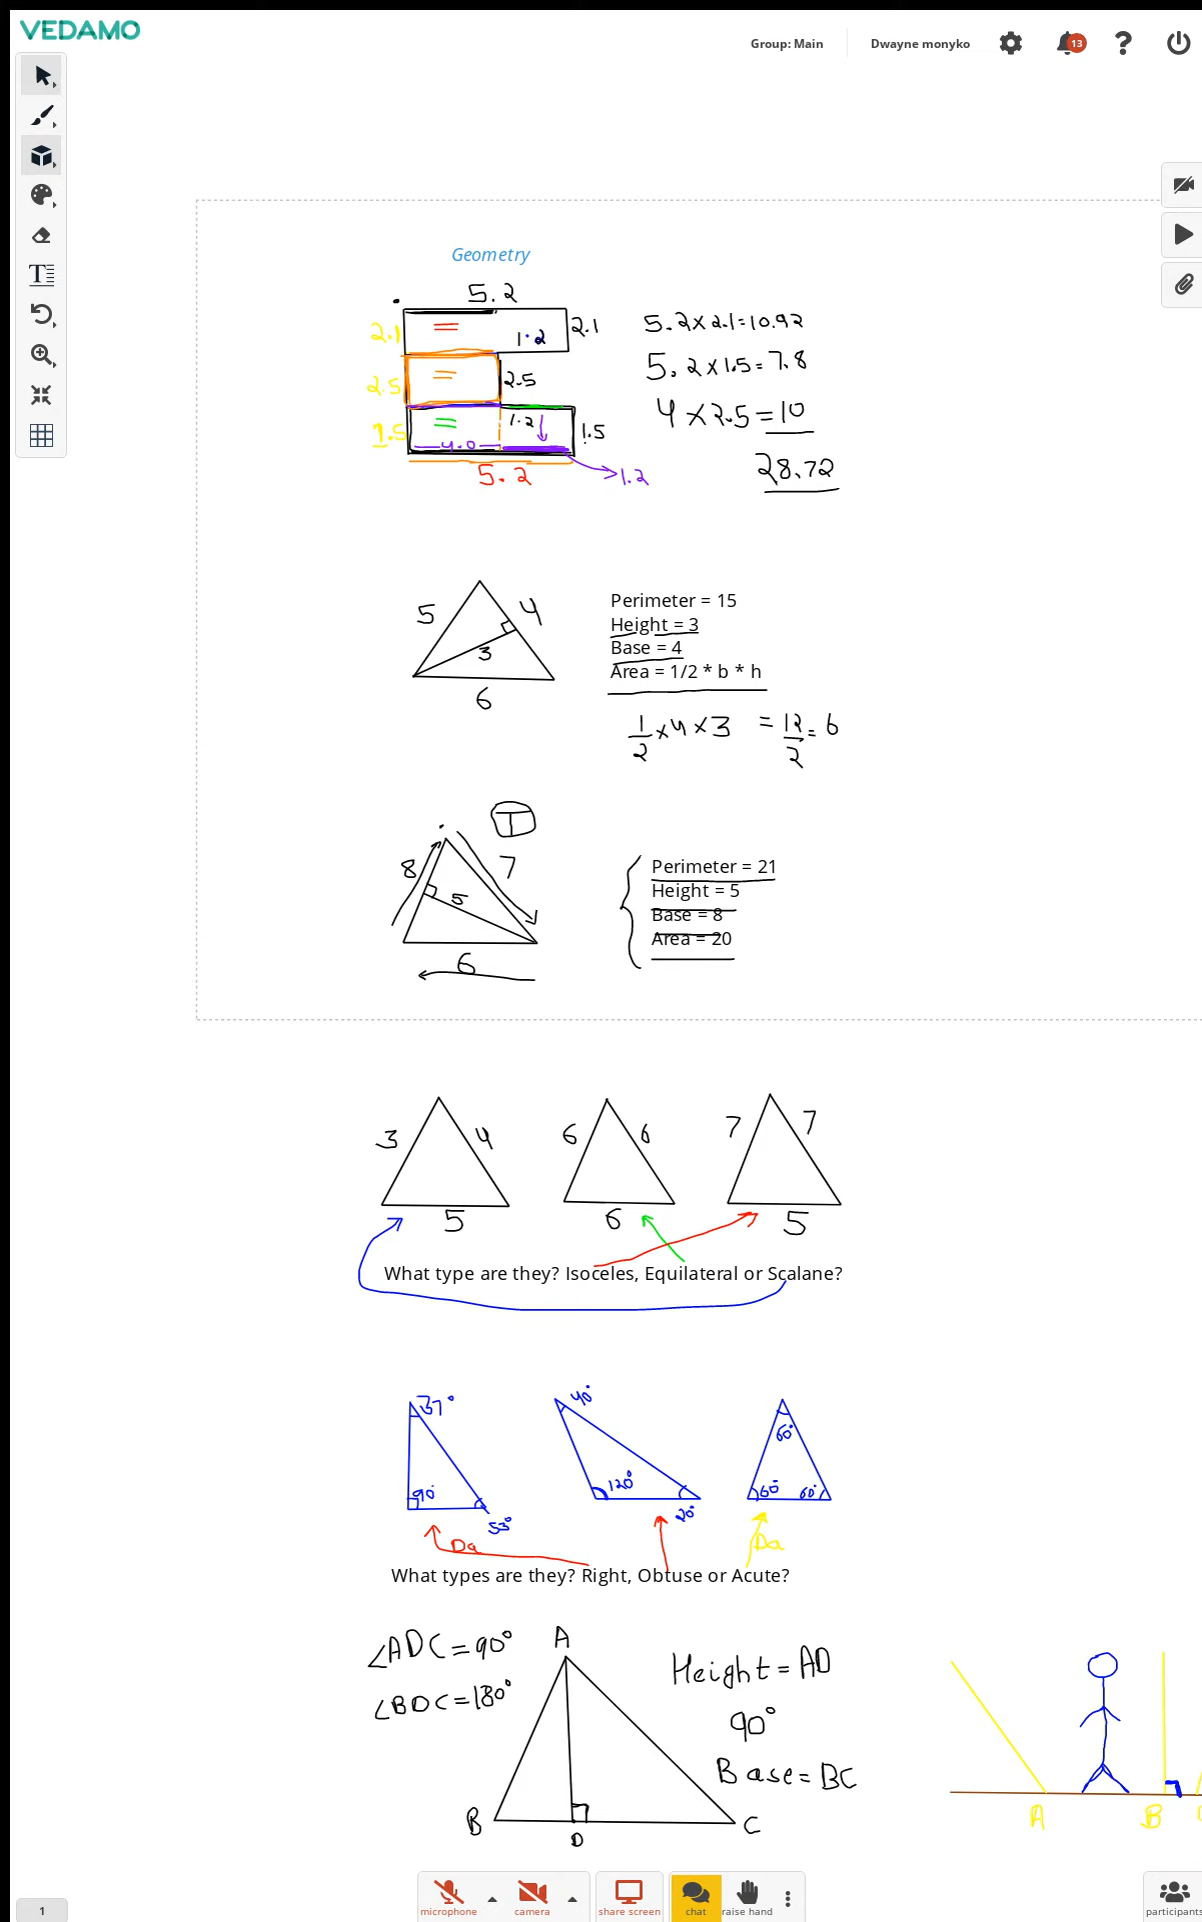 VEDAMO
Group: Main
Dwayne monyko
13
Geometry
5.2
2.1
1.2
2.1
5.2x2.1=10.92
2.5
2.5
5.2x1.5=7.8
1.5
1.2
1.5
4.0
4x2.5=10
5.2
1.2
28.72
5
4
3
6
Perimeter = 15
Height = 3
Base = 4
Area = 1/2 * b * h
1/2 x4x3 = 12/2 = 6
T
8
7
5
6
Perimeter = 21
Height = 5
Base = 8
Area = 20
3
4
5
6
6
6
7
7
5
What type are they? Isoceles, Equilateral or Scalane?
37°
90°
53°
40°
120°
20°
60°
60°
60°
Da
Da
What types are they? Right, Obtuse or Acute?
∠ADC=90°
∠BDC=180°
A
B
D
C
Height=AD
90°
Base=BC
A
B
1
microphone
camera
share screen
chat
raise hand
participants